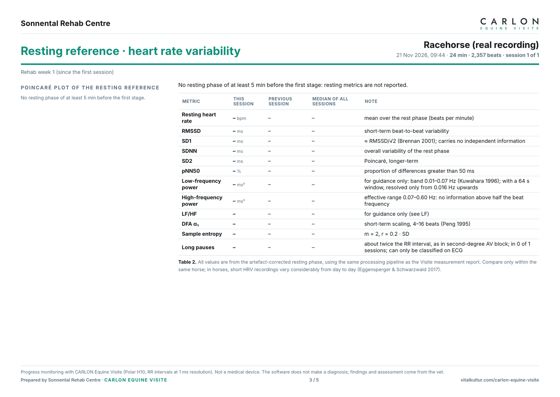 Sonnental Rehab Centre
CARLON
EQUINE VISITE
Resting reference · heart rate variability
Racehorse (real recording)
21 Nov 2026, 09:44 · 24 min · 2,357 beats · session 1 of 1
Rehab week 1 (since the first session)
POINCARÉ PLOT OF THE RESTING REFERENCE
No resting phase of at least 5 min before the first stage.
No resting phase of at least 5 min before the first stage: resting metrics are not reported.
METRIC THIS SESSION PREVIOUS SESSION MEDIAN OF ALL SESSIONS NOTE
Resting heart rate – bpm – – mean over the rest phase (beats per minute)
RMSSD – ms – – short-term beat-to-beat variability
SD1 – ms – – = RMSSD/√2 (Brennan 2001); carries no independent information
SDNN – ms – – overall variability of the rest phase
SD2 – ms – – Poincaré, longer-term
pNN50 – % – – proportion of differences greater than 50 ms
Low-frequency power – ms² – – for guidance only: band 0.01–0.07 Hz (Kuwahara 1996); with a 64 s window, resolved only from 0.016 Hz upwards
High-frequency power – ms² – – effective range 0.07–0.60 Hz; no information above half the beat frequency
LF/HF – – – for guidance only (see LF)
DFA α₁ – – – short-term scaling, 4–16 beats (Peng 1995)
Sample entropy – – – m = 2, r = 0.2 · SD
Long pauses – – – about twice the RR interval, as in second-degree AV block; in 0 of 1 sessions; can only be classified on ECG
Table 2. All values are from the artefact-corrected resting phase, using the same processing pipeline as the Visite measurement report. Compare only within the
same horse; in horses, short HRV recordings vary considerably from day to day (Eggensperger & Schwarzwald 2017).
Progress monitoring with CARLON Equine Visite (Polar H10, RR intervals at 1 ms resolution). Not a medical device. The software does not make a diagnosis; findings and assessment come from the vet.
Prepared by Sonnental Rehab Centre · CARLON EQUINE VISITE
3 / 5
vitalkultur.com/carlon-equine-visite